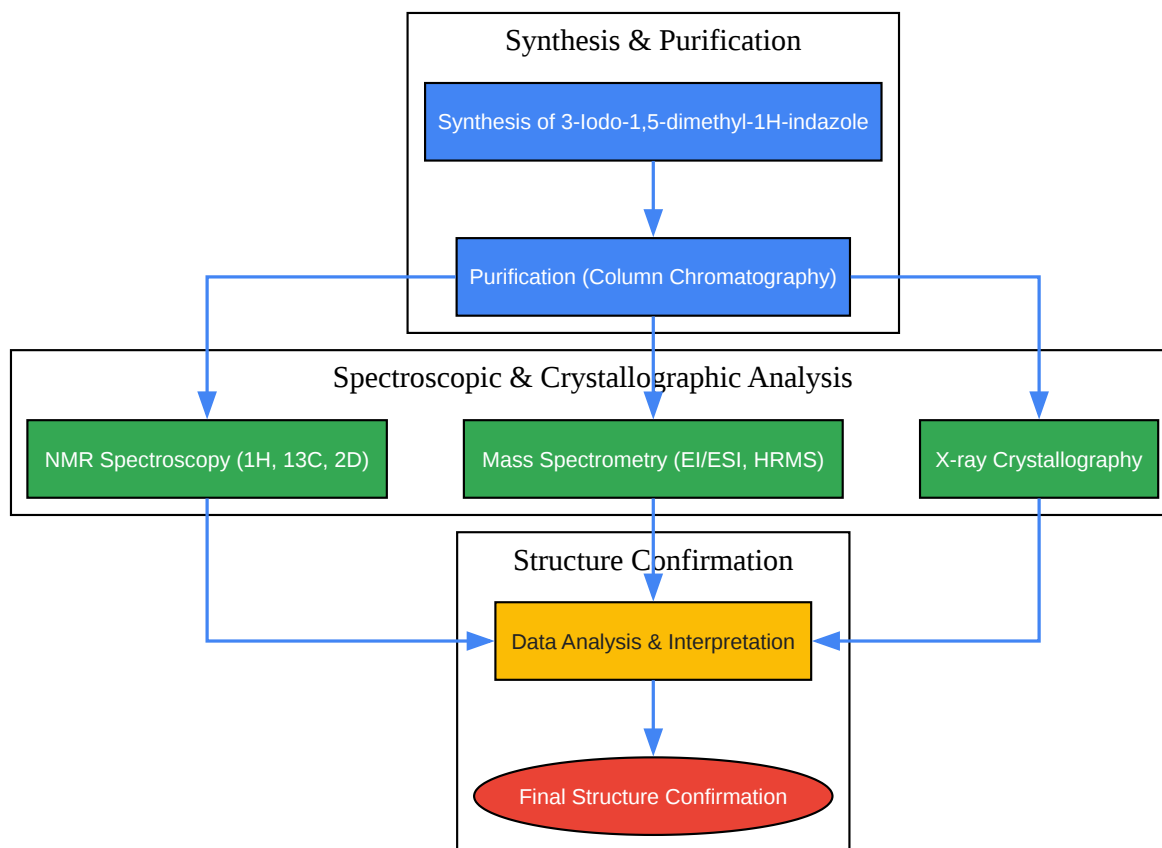 Synthesis & Purification
Synthesis of 3-Iodo-1,5-dimethyl-1H-indazole
Purification (Column Chromatography)
Spectroscopic & Crystallographic Analysis
NMR Spectroscopy (1H, 13C, 2D)
Mass Spectrometry (EI/ESI, HRMS)
X-ray Crystallography
Structure Confirmation
Data Analysis & Interpretation
Final Structure Confirmation